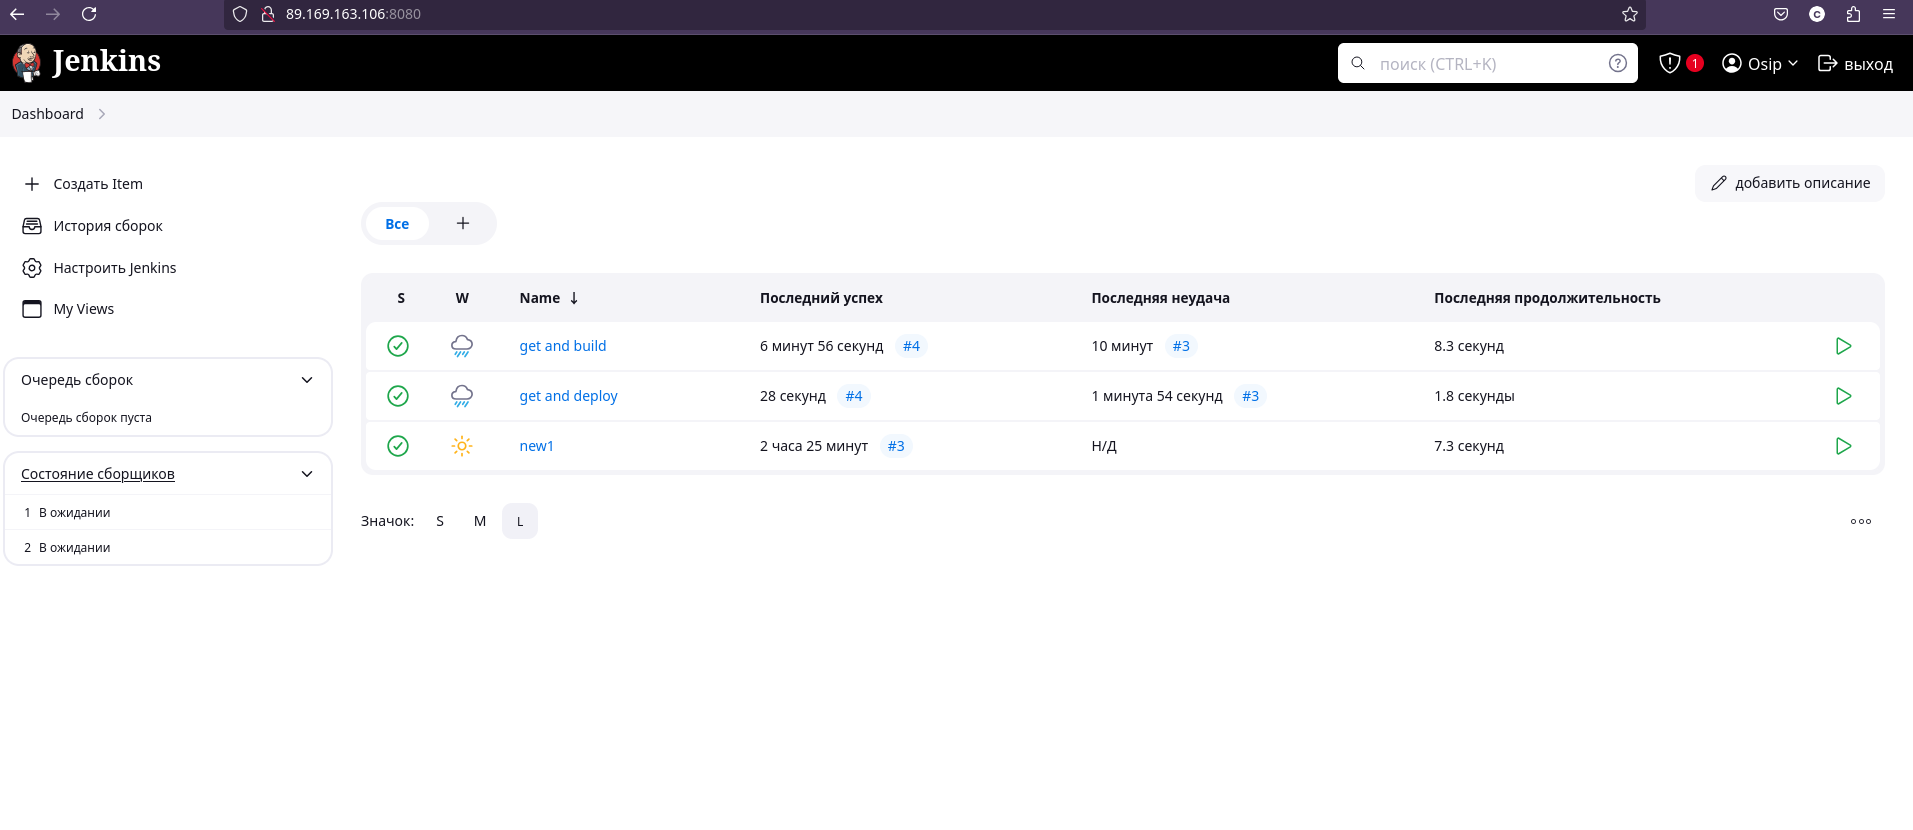 89.169.163.106:8080
Jenkins
поиск (CTRL+K)
1
Osip
выход
Dashboard
Создать Item
История сборок
Настроить Jenkins
My Views
добавить описание
Все
S W Name ↓ Последний успех Последняя неудача Последняя продолжительность
get and build 6 минут 56 секунд #4 10 минут #3 8.3 секунд
get and deploy 28 секунд #4 1 минута 54 секунд #3 1.8 секунды
new1 2 часа 25 минут #3 Н/Д 7.3 секунд
Значок: S M L
Очередь сборок
Очередь сборок пуста
Состояние сборщиков
1 В ожидании
2 В ожидании